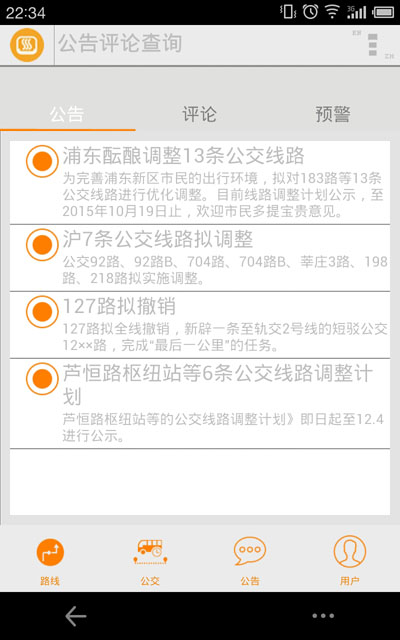 22:34
3G
公告评论查询
公告
评论
预警
浦东酝酿调整13条公交线路
为完善浦东新区市民的出行环境，拟对183路等13条
公交线路进行优化调整。目前线路调整计划公示，至
2015年10月19日止，欢迎市民多提宝贵意见。
沪7条公交线路拟调整
公交92路、92路B、704路、704路B、莘庄3路、198
路、218路拟实施调整。
127路拟撤销
127路拟全线撤销，新辟一条至轨交2号线的短驳公交
12××路，完成“最后一公里”的任务。
芦恒路枢纽站等6条公交线路调整计
划
芦恒路枢纽站等的公交线路调整计划》即日起至12.4
进行公示。
路线
公交
公告
用户